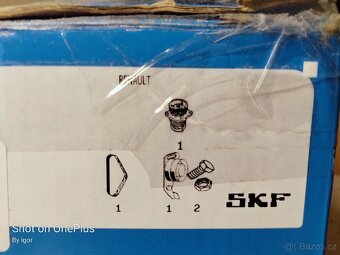 RENAULT
1
1 1 2
SKF
Shot on OnePlus
By Igor
bazos.cz